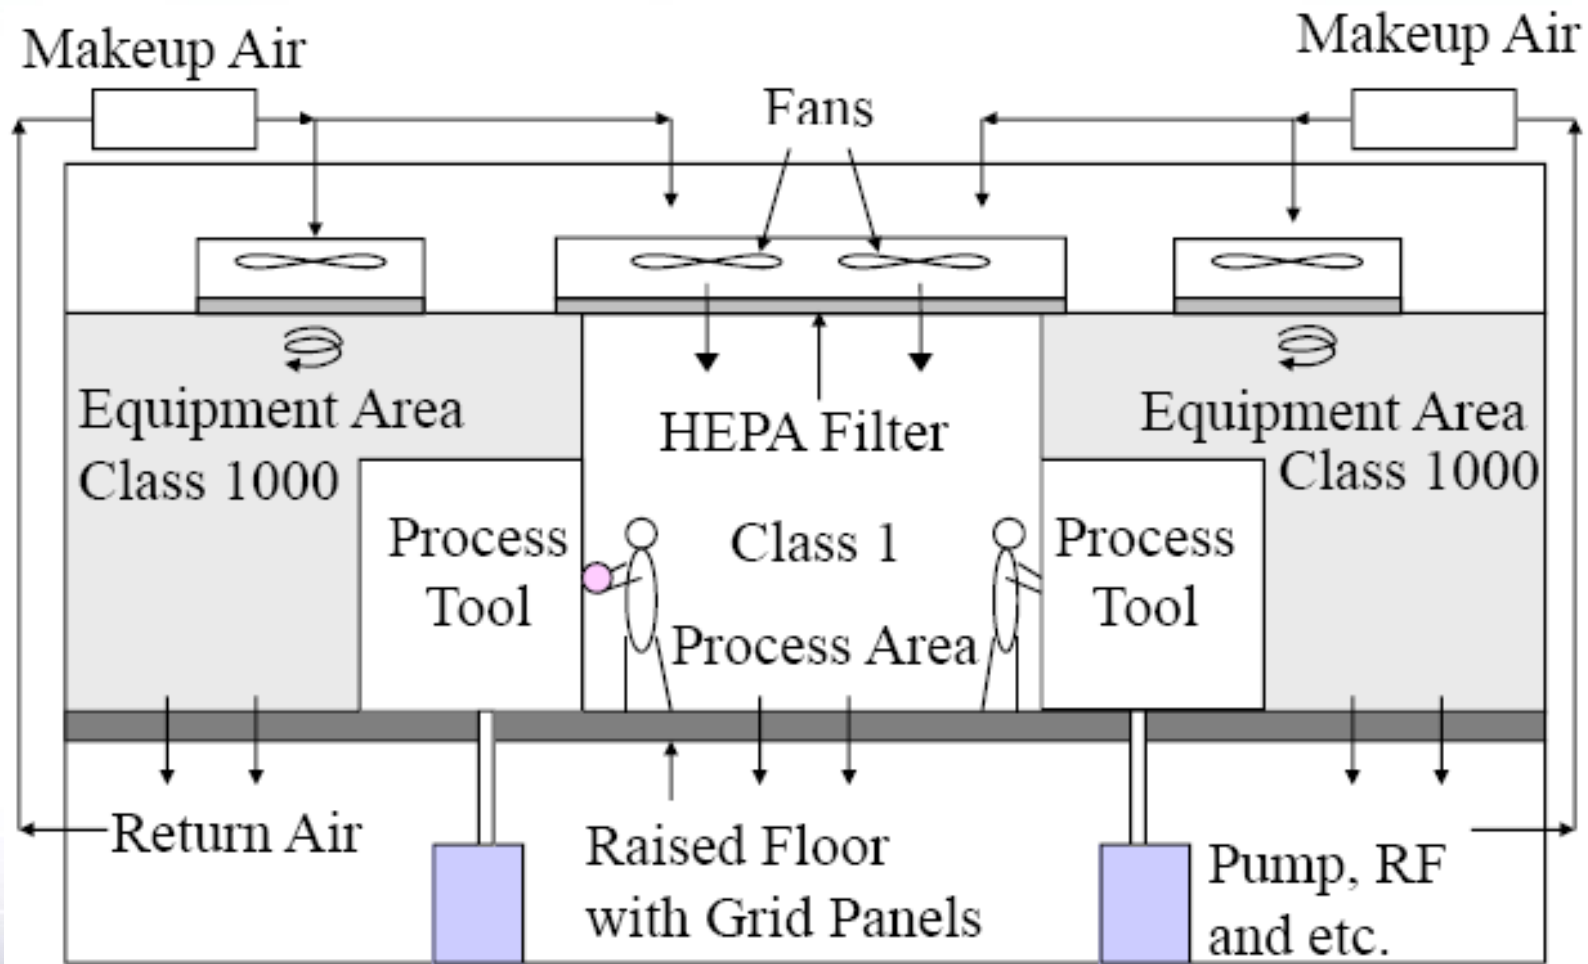 Makeup Air
Makeup Air
Fans
Equipment Area
Class 1000
HEPA Filter
Equipment Area
Class 1000
Process
Tool
Class 1
Process
Tool
Process Area
Return Air
Raised Floor
with Grid Panels
Pump, RF
and etc.